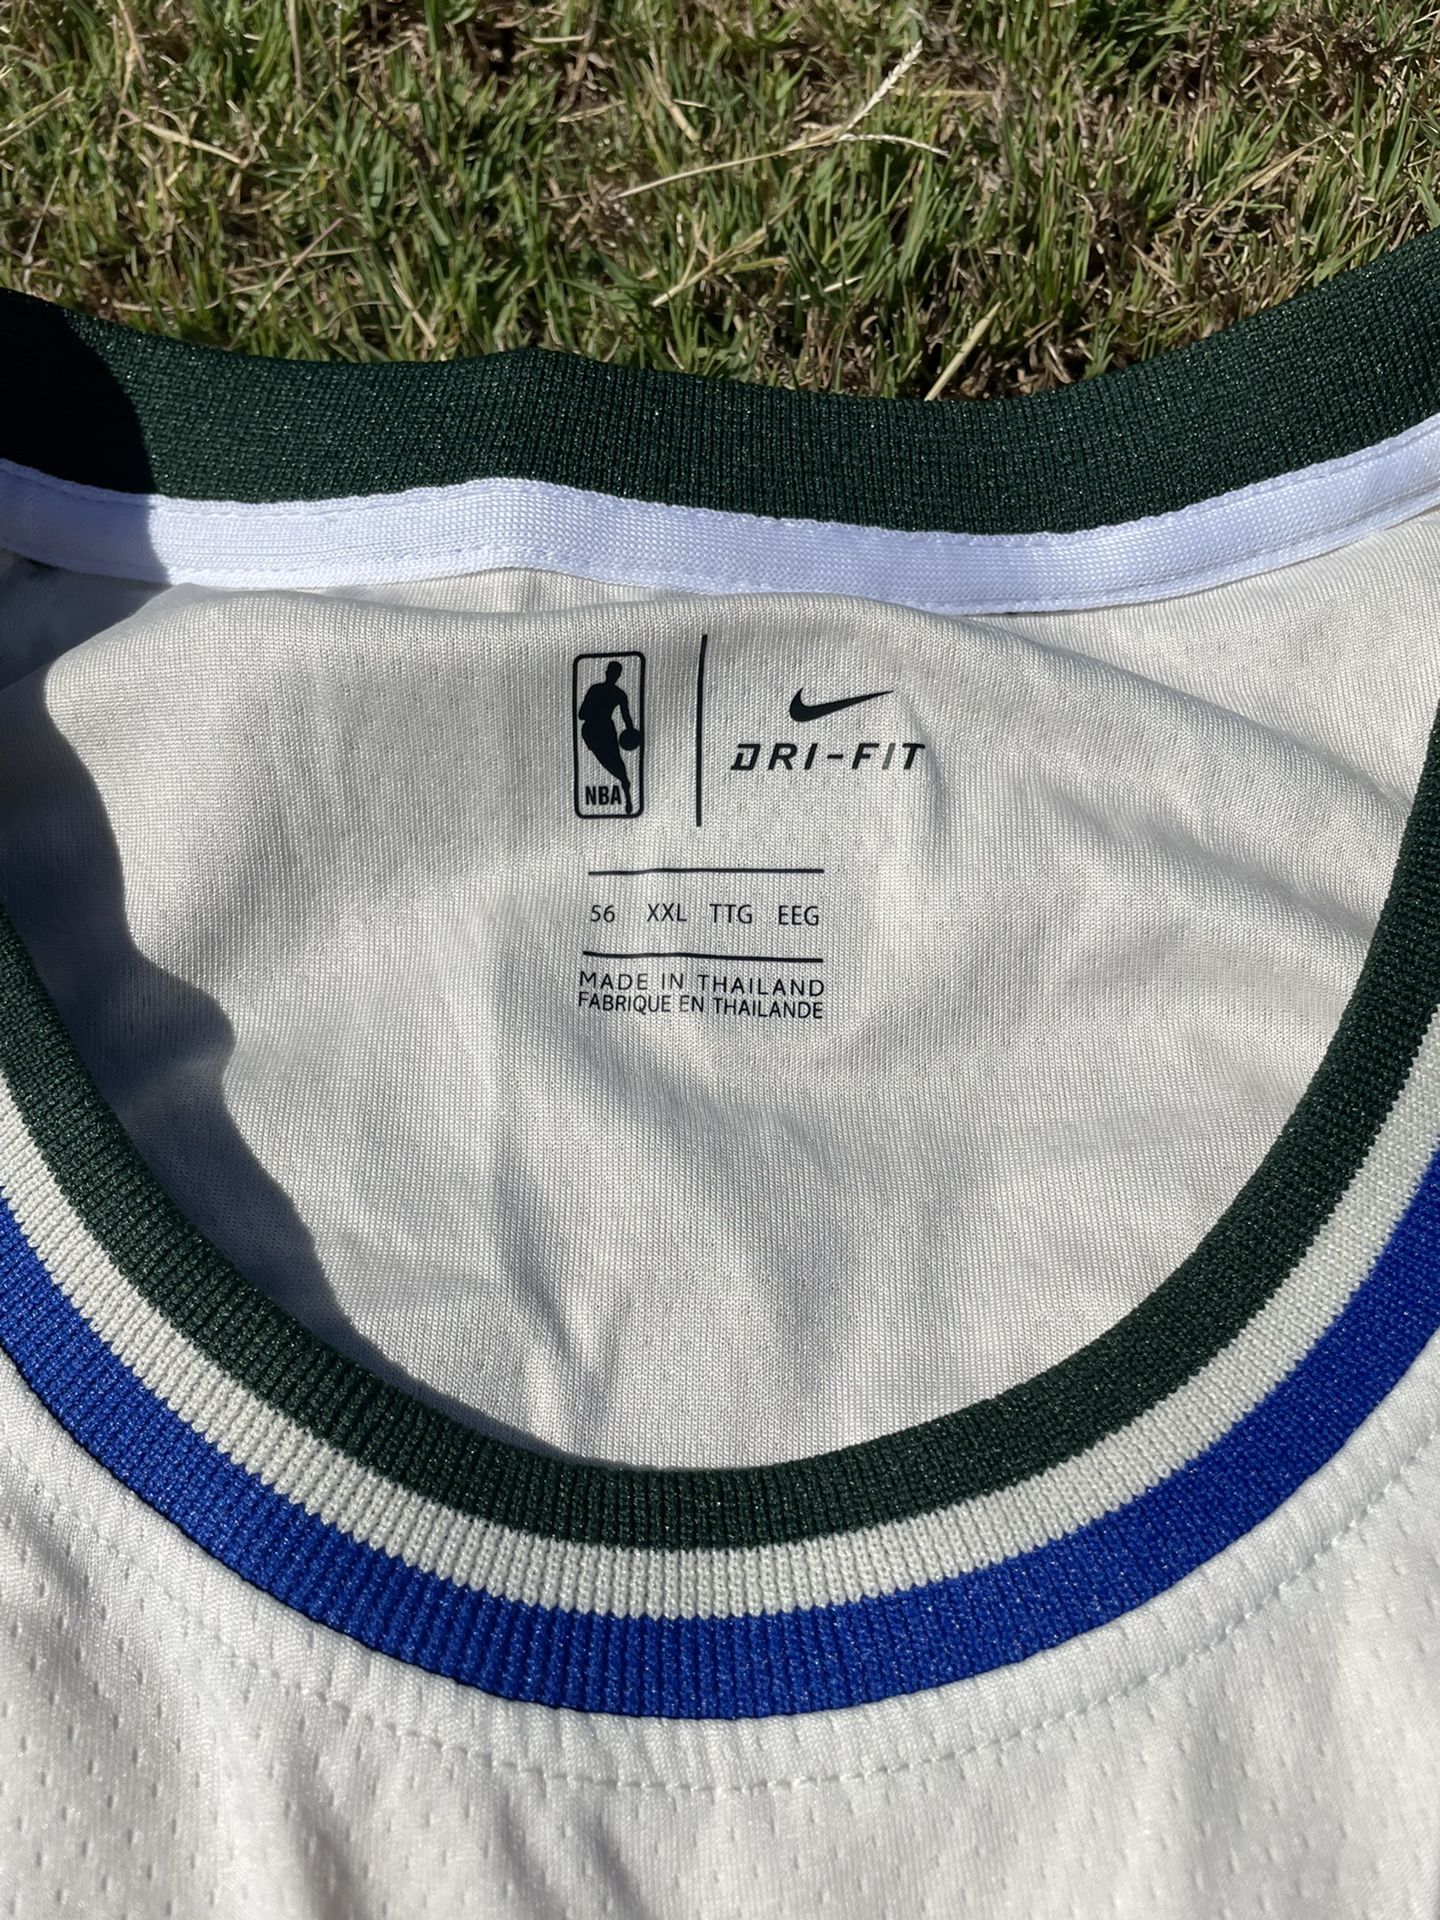 NBA
DRI-FIT
56 XXL TTG EEG
MADE IN THAILAND
FABRIQUE EN THAILANDE